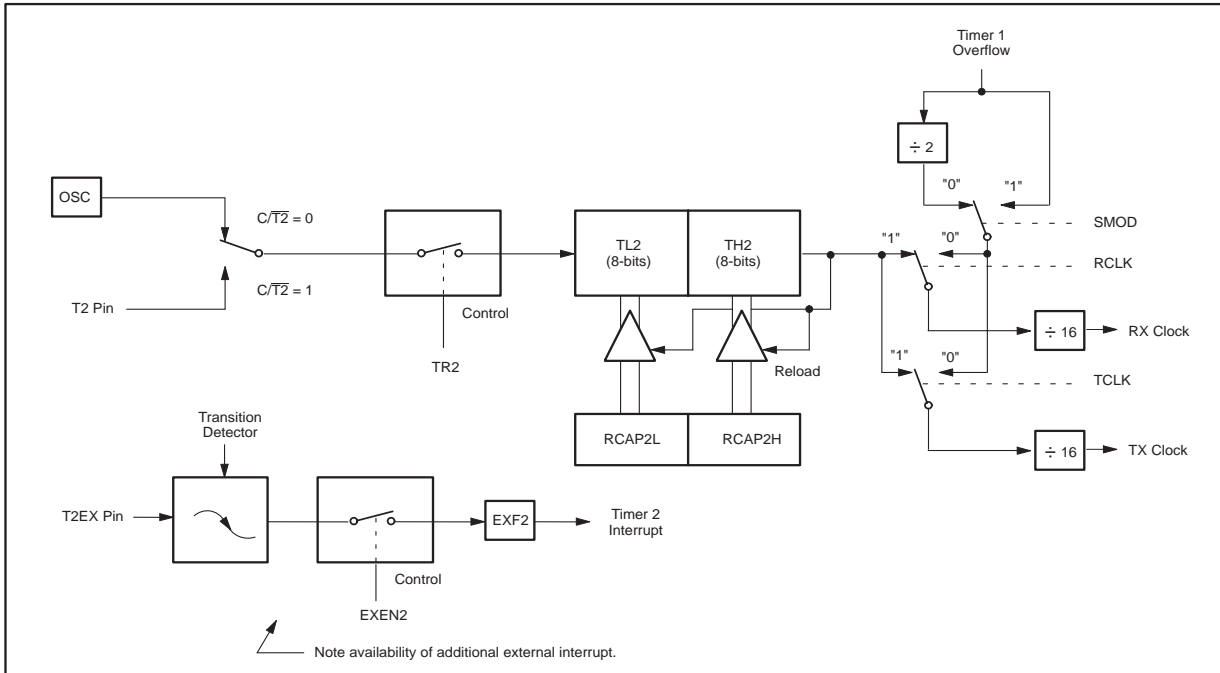 Timer 1
Overflow
÷ 2
"0"
"1"
OSC
C/T2̅ = 0
SMOD
TL2
(8-bits)
TH2
(8-bits)
"1"
"0"
RCLK
C/T2̅ = 1
T2 Pin
Control
÷ 16
RX Clock
TR2
Reload
"1"
"0"
TCLK
Transition
Detector
RCAP2L
RCAP2H
÷ 16
TX Clock
T2EX Pin
EXF2
Timer 2
Interrupt
Control
EXEN2
Note availability of additional external interrupt.